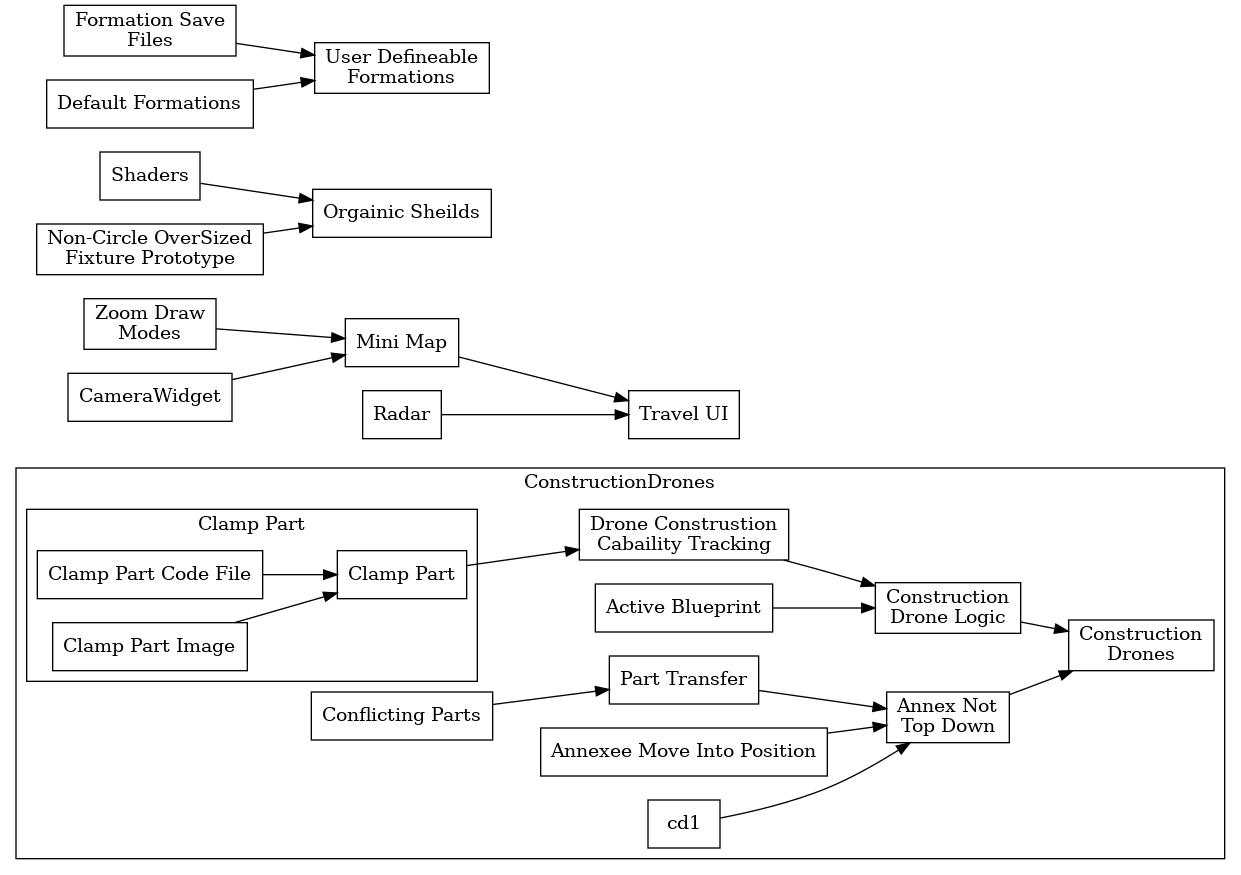 Formation Save
Files
User Defineable
Formations
Default Formations
Shaders
Orgainic Sheilds
Non-Circle OverSized
Fixture Prototype
Zoom Draw
Modes
Mini Map
CameraWidget
Radar
Travel UI
ConstructionDrones
Clamp Part
Clamp Part Code File
Clamp Part
Clamp Part Image
Drone Construstion
Cabaility Tracking
Active Blueprint
Construction
Drone Logic
Construction
Drones
Part Transfer
Conflicting Parts
Annex Not
Top Down
Annexee Move Into Position
cd1